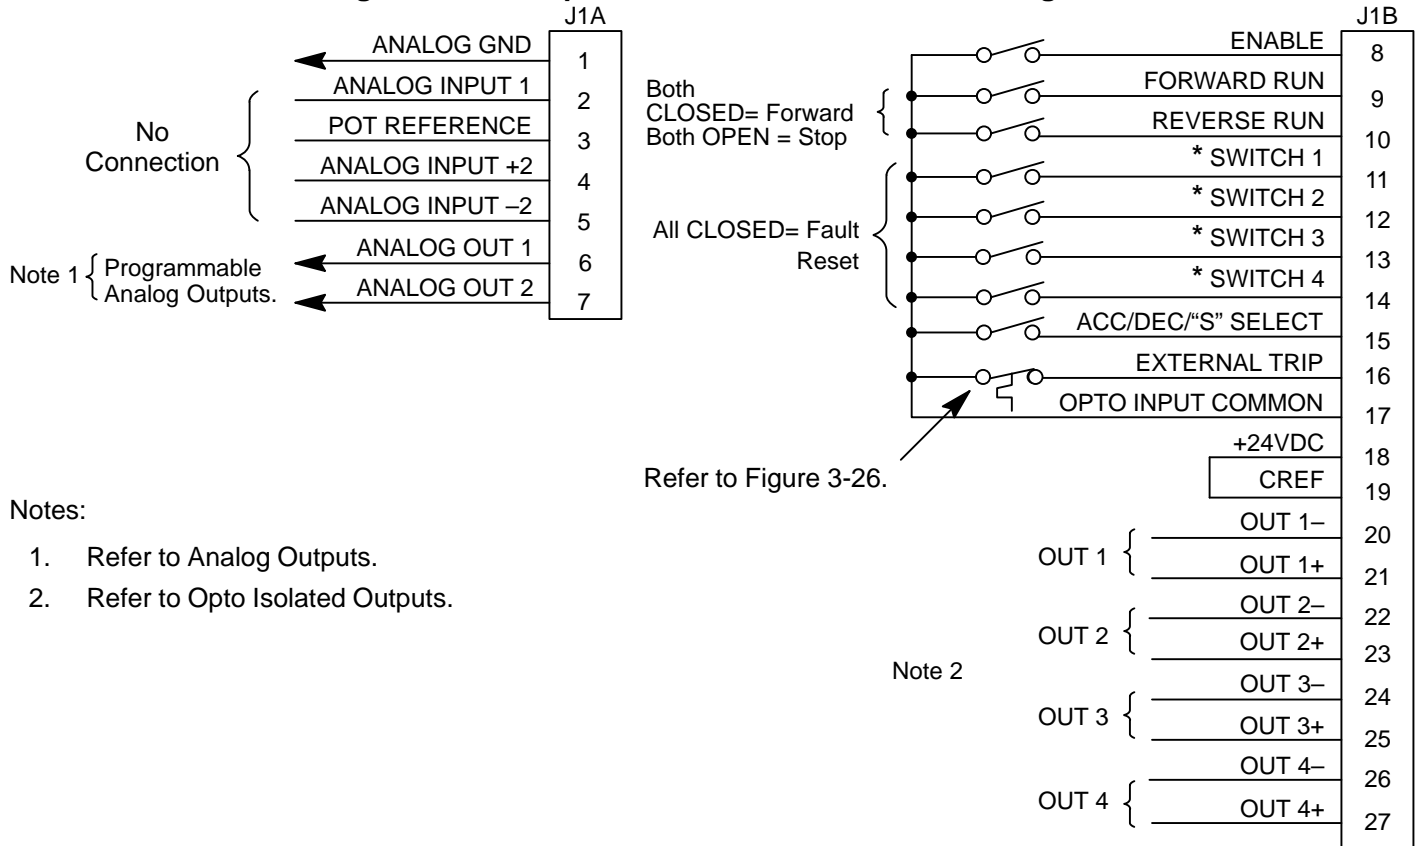 J1A
ANALOG GND
1
ANALOG INPUT 1
2
POT REFERENCE
3
ANALOG INPUT +2
4
ANALOG INPUT –2
5
ANALOG OUT 1
6
ANALOG OUT 2
7
No
Connection
Note 1
Programmable
Analog Outputs.
J1B
ENABLE
8
FORWARD RUN
9
REVERSE RUN
10
* SWITCH 1
11
* SWITCH 2
12
* SWITCH 3
13
* SWITCH 4
14
ACC/DEC/“S” SELECT
15
EXTERNAL TRIP
16
OPTO INPUT COMMON
17
+24VDC
18
CREF
19
OUT 1–
20
OUT 1+
21
OUT 2–
22
OUT 2+
23
OUT 3–
24
OUT 3+
25
OUT 4–
26
OUT 4+
27
Both
CLOSED= Forward
Both OPEN = Stop
All CLOSED= Fault
Reset
Refer to Figure 3-26.
OUT 1
OUT 2
Note 2
OUT 3
OUT 4
Notes:
1. Refer to Analog Outputs.
2. Refer to Opto Isolated Outputs.